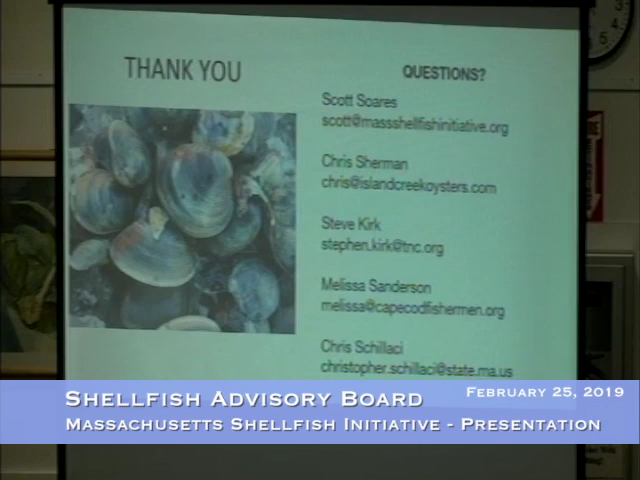 THANK YOU
QUESTIONS?
Scott Soares
scott@massshellfishinitiative.org
Chris Sherman
chris@islandcreekoysters.com
Steve Kirk
stephen.kirk@tnc.org
Melissa Sanderson
melissa@capecodfishermen.org
Chris Schillaci
christopher.schillaci@state.ma.us
SHELLFISH ADVISORY BOARD
FEBRUARY 25, 2019
MASSACHUSETTS SHELLFISH INITIATIVE - PRESENTATION
5
4